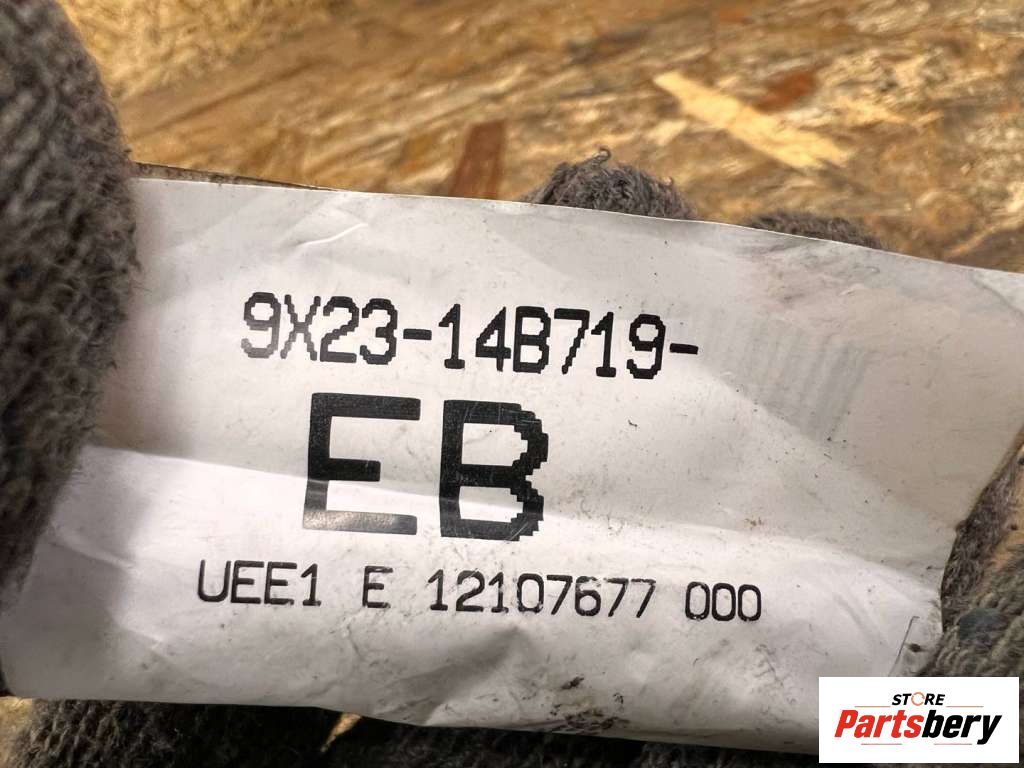 9X23-14B719-
EB
UEE1 E 12107677 000
STORE
Partsbery